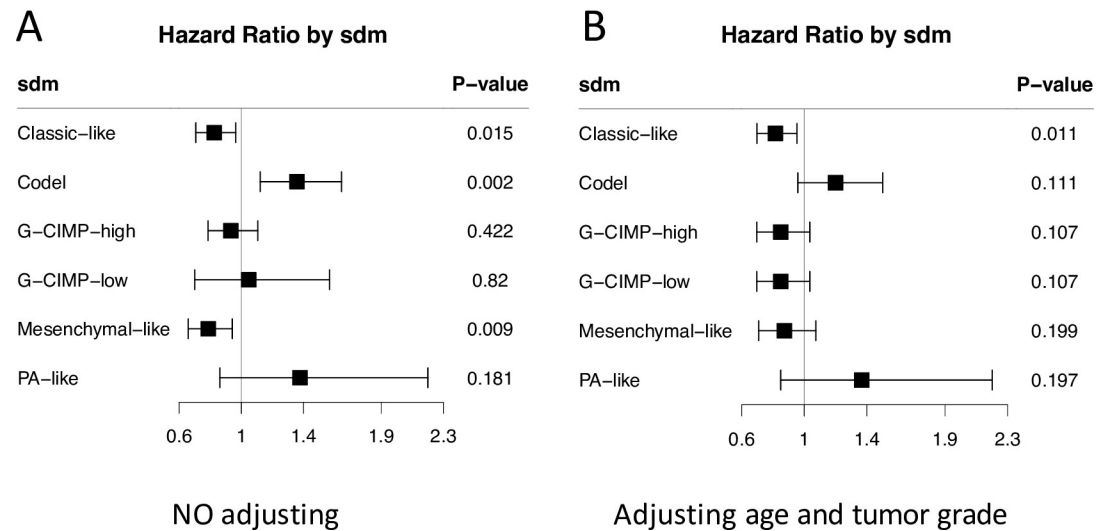 A
Hazard Ratio by sdm
sdm P−value
Classic−like 0.015
Codel 0.002
G−CIMP−high 0.422
G−CIMP−low 0.82
Mesenchymal−like 0.009
PA−like 0.181
0.6 1 1.4 1.9 2.3
NO adjusting
B
Hazard Ratio by sdm
sdm P−value
Classic−like 0.011
Codel 0.111
G−CIMP−high 0.107
G−CIMP−low 0.107
Mesenchymal−like 0.199
PA−like 0.197
0.6 1 1.4 1.9 2.3
Adjusting age and tumor grade